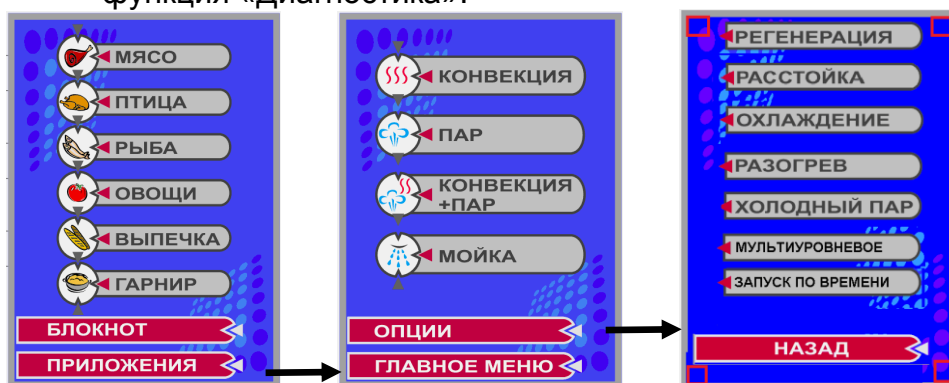 функция «Диагностика».
МЯСО
ПТИЦА
РЫБА
ОВОЩИ
ВЫПЕЧКА
ГАРНИР
БЛОКНОТ
ПРИЛОЖЕНИЯ
КОНВЕКЦИЯ
ПАР
КОНВЕКЦИЯ
+ПАР
МОЙКА
ОПЦИИ
ГЛАВНОЕ МЕНЮ
РЕГЕНЕРАЦИЯ
РАССТОЙКА
ОХЛАЖДЕНИЕ
РАЗОГРЕВ
ХОЛОДНЫЙ ПАР
МУЛЬТИУРОВНЕВОЕ
ЗАПУСК ПО ВРЕМЕНИ
НАЗАД